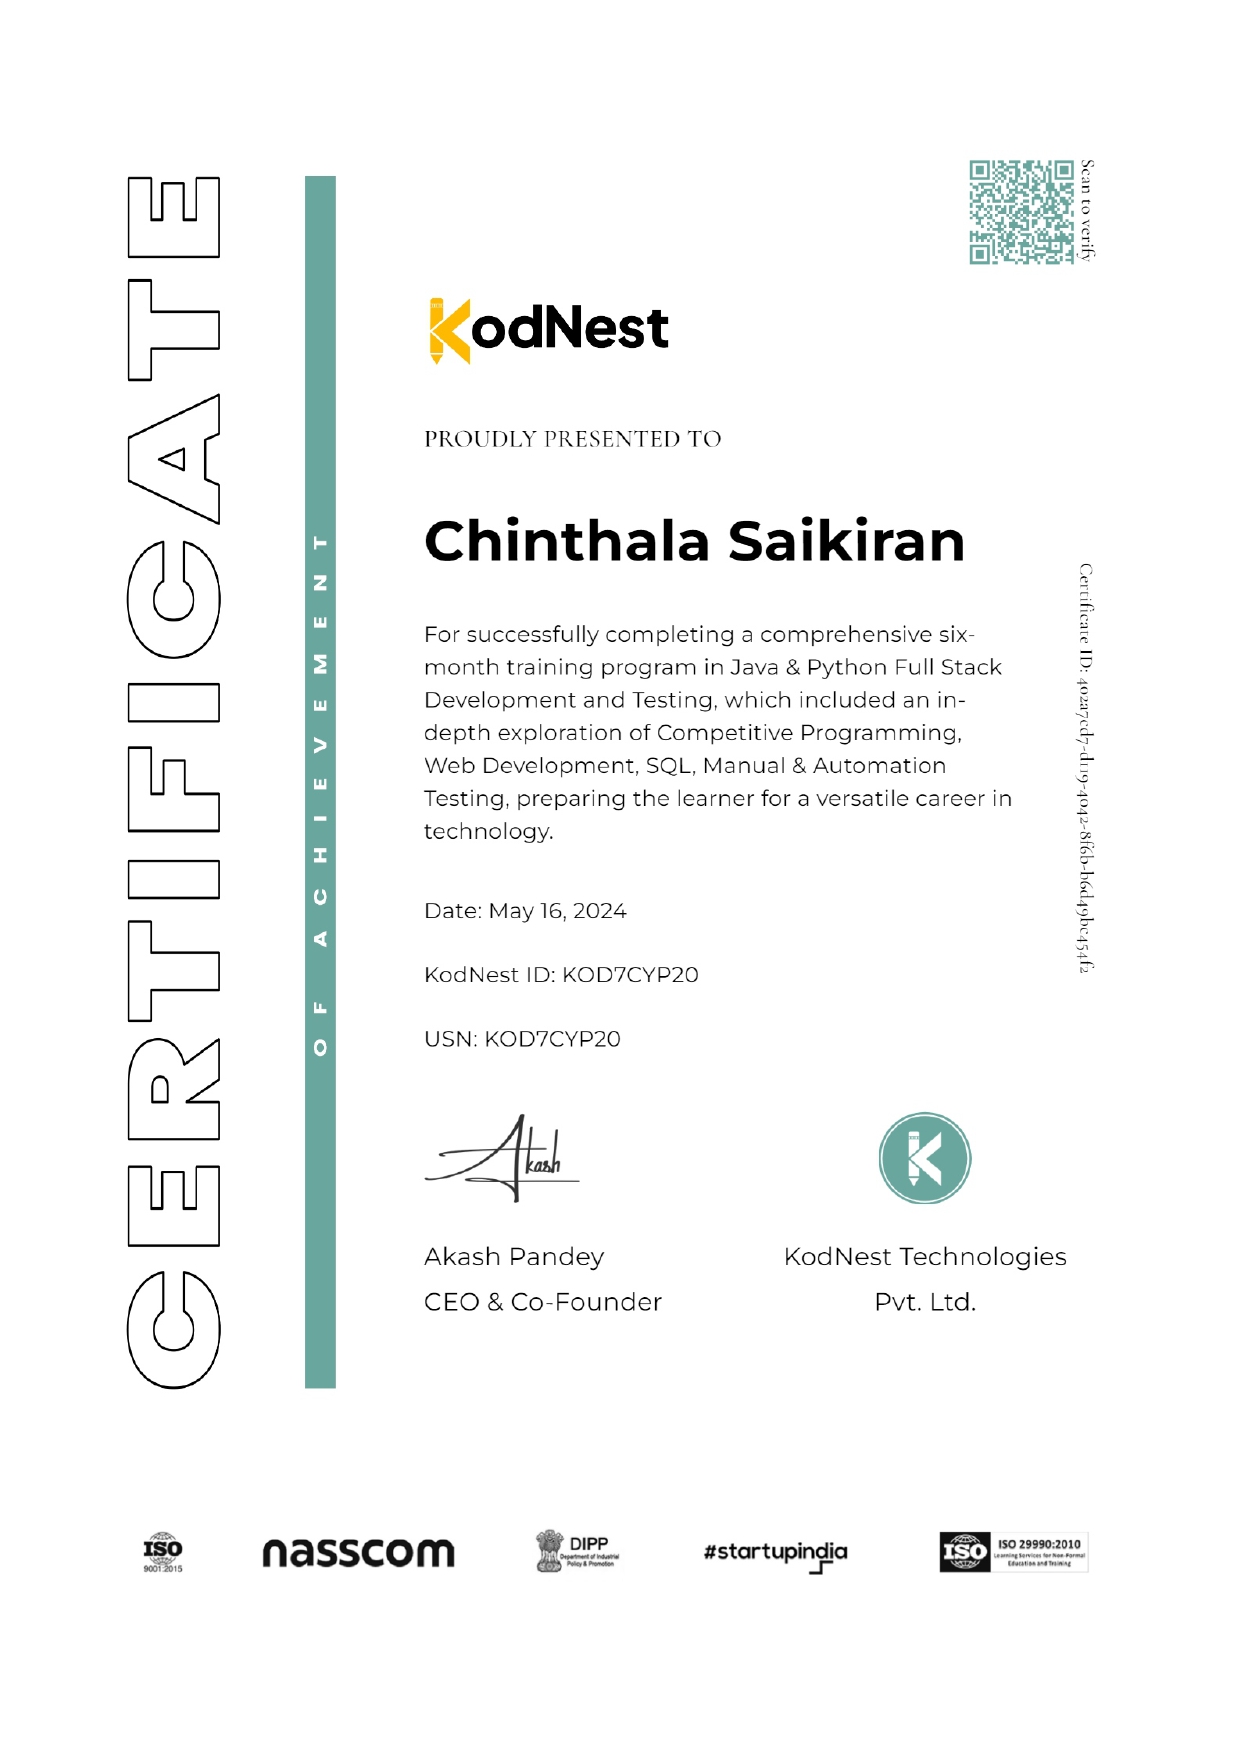 CERTIFICATE
OF ACHIEVEMENT
Scan to verify
KodNest
PROUDLY PRESENTED TO
Chinthala Saikiran
For successfully completing a comprehensive six-
month training program in Java & Python Full Stack
Development and Testing, which included an in-
depth exploration of Competitive Programming,
Web Development, SQL, Manual & Automation
Testing, preparing the learner for a versatile career in
technology.
Certificate ID: 402a7cd7-d119-4042-8f6b-b6d49bc454f2
Date: May 16, 2024
KodNest ID: KOD7CYP20
USN: KOD7CYP20
Akash
Akash Pandey
CEO & Co-Founder
KodNest Technologies
Pvt. Ltd.
ISO
9001:2015
nasscom
DIPP
Department of Industrial
Policy & Promotion
#startupindia
ISO
ISO 29990:2010
Learning Services for Non-Formal
Education and Training